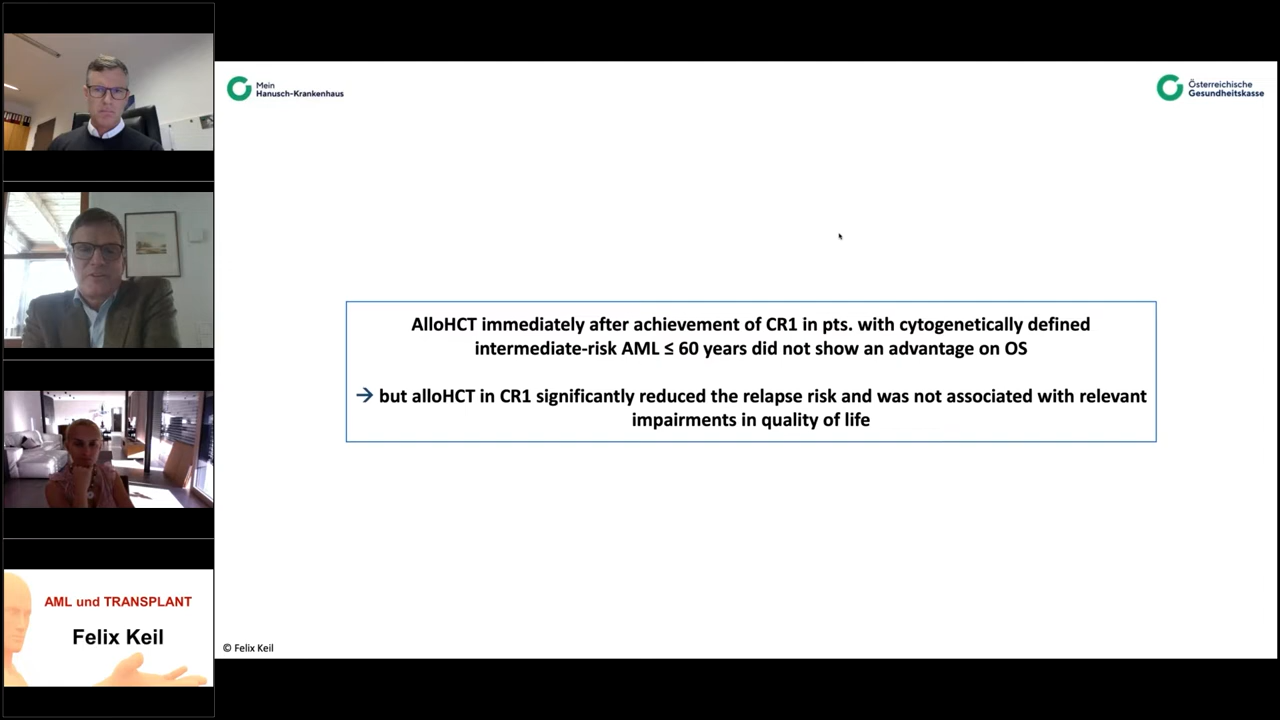 Mein
Hanusch-Krankenhaus
Österreichische
Gesundheitskasse
AlloHCT immediately after achievement of CR1 in pts. with cytogenetically defined
intermediate-risk AML ≤ 60 years did not show an advantage on OS
→ but alloHCT in CR1 significantly reduced the relapse risk and was not associated with relevant
impairments in quality of life
AML und TRANSPLANT
Felix Keil
© Felix Keil